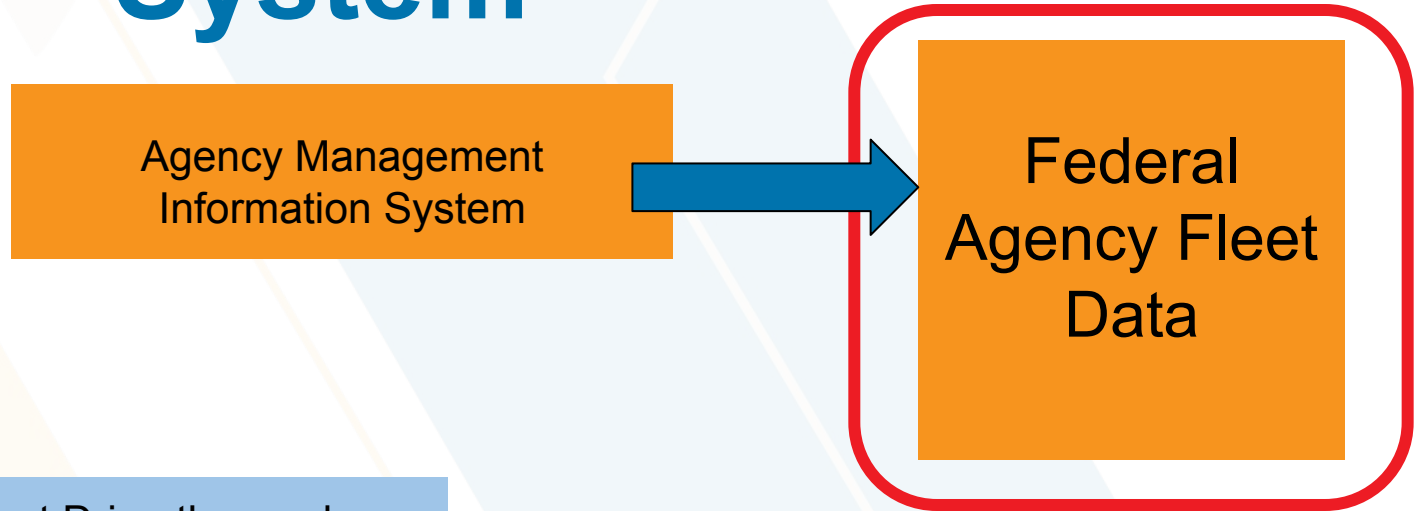 System
Agency Management
Information System
Federal
Agency Fleet
Data